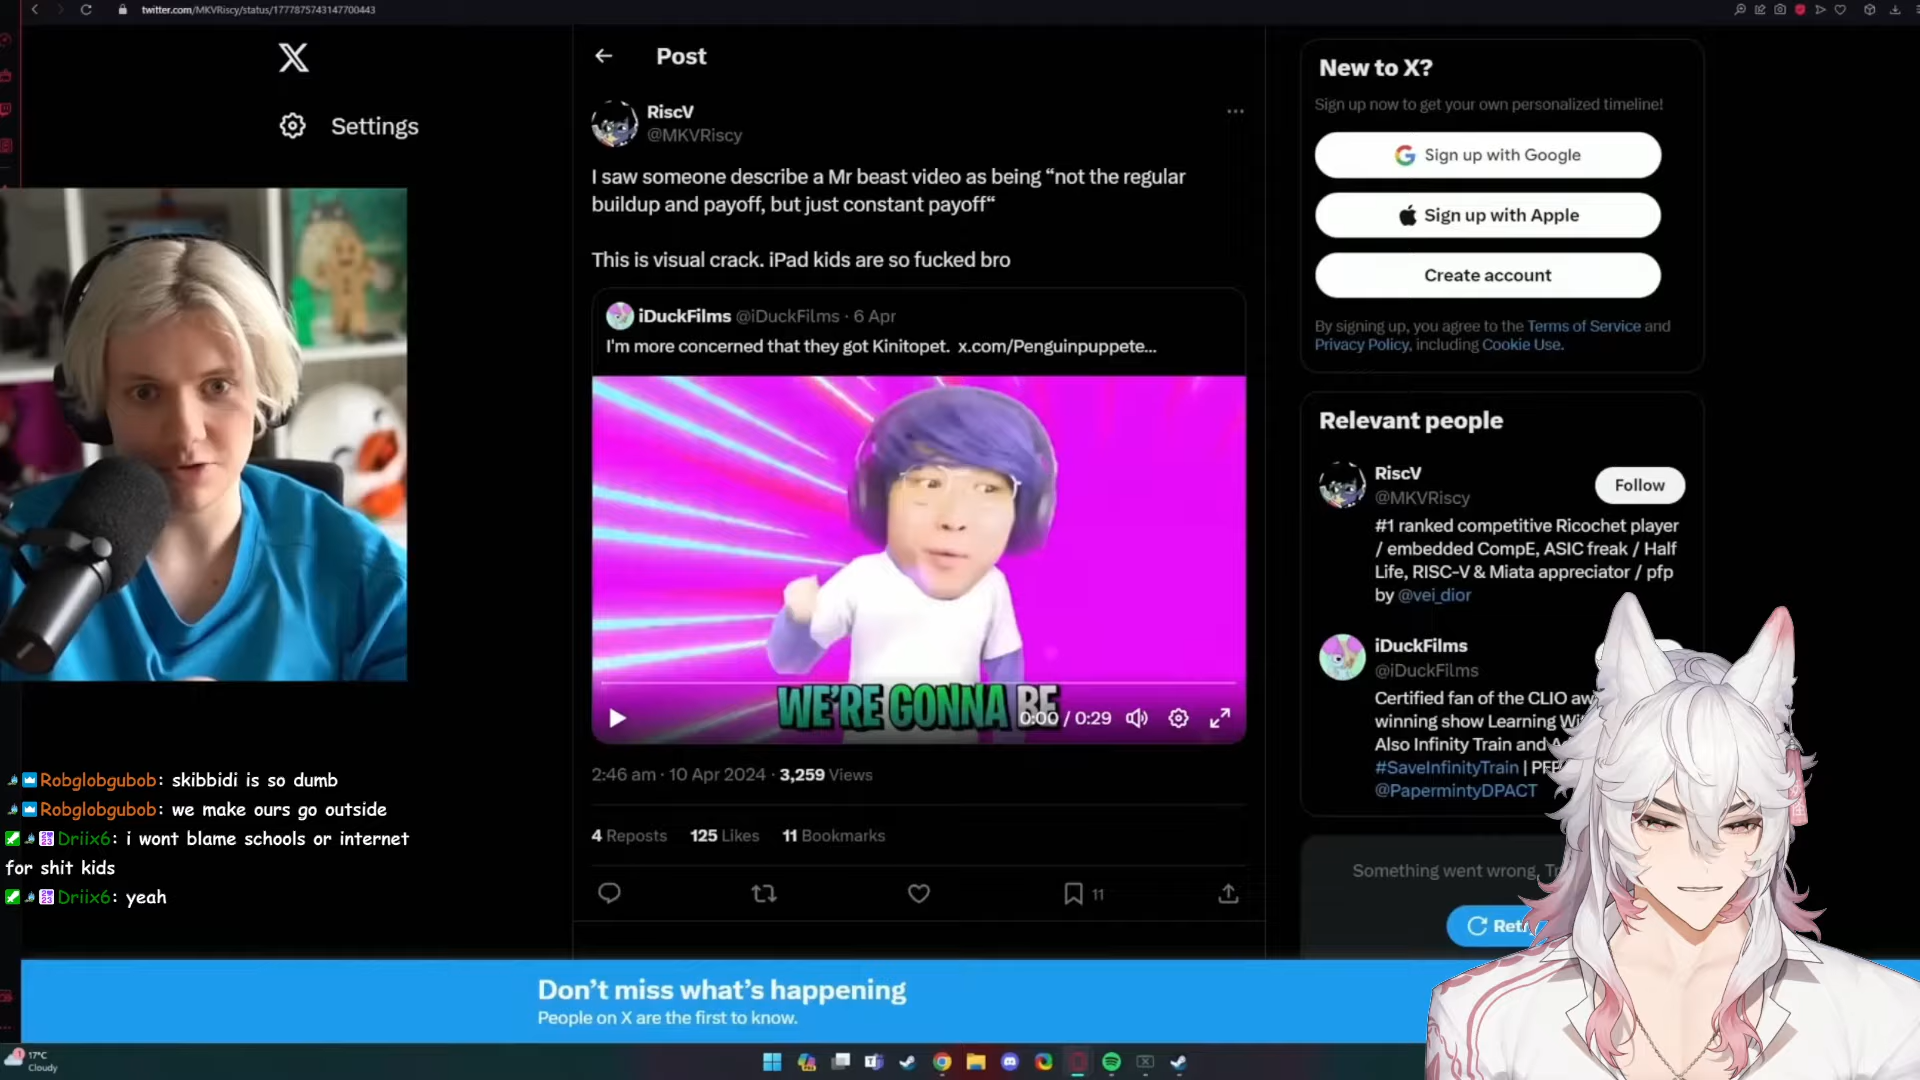 twitter.com/MKVRiscy/status/1777875743147700443
X
Settings
Post
RiscV
@MKVRiscy
I saw someone describe a Mr beast video as being “not the regular
buildup and payoff, but just constant payoff“
This is visual crack. iPad kids are so fucked bro
iDuckFilms @iDuckFilms · 6 Apr
I'm more concerned that they got Kinitopet. x.com/Penguinpuppete...
WE'RE GONNA BE
0:00 / 0:29
2:46 am · 10 Apr 2024 · 3,259 Views
4 Reposts 125 Likes 11 Bookmarks
11
New to X?
Sign up now to get your own personalized timeline!
Sign up with Google
Sign up with Apple
Create account
By signing up, you agree to the Terms of Service and
Privacy Policy, including Cookie Use.
Relevant people
RiscV
@MKVRiscy
Follow
#1 ranked competitive Ricochet player
/ embedded CompE, ASIC freak / Half
Life, RISC-V & Miata appreciator / pfp
by @vei_dior
iDuckFilms
@iDuckFilms
Certified fan of the CLIO aw
winning show Learning Wi
Also Infinity Train and A
#SaveInfinityTrain | PFP
@PapermintyDPACT
Something went wrong. T
Retry
Robglobgubob: skibbidi is so dumb
Robglobgubob: we make ours go outside
Driix6: i wont blame schools or internet
for shit kids
Driix6: yeah
Don’t miss what’s happening
People on X are the first to know.
17°C
Cloudy